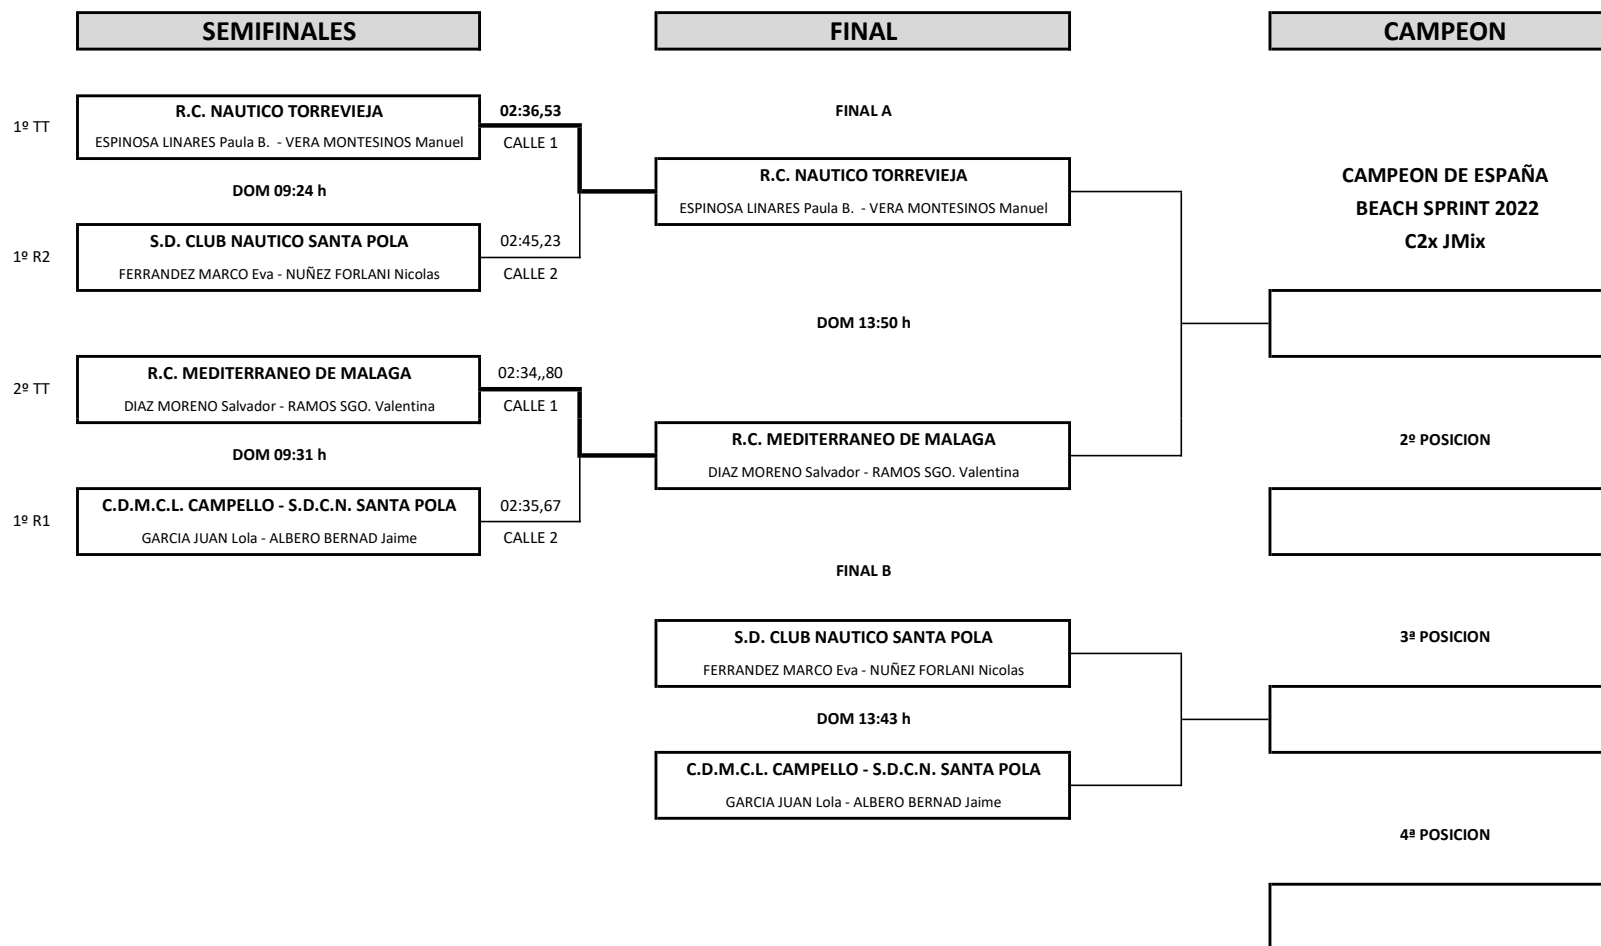 SEMIFINALES
FINAL
CAMPEON
1º TT
R.C. NAUTICO TORREVIEJA
ESPINOSA LINARES Paula B.  - VERA MONTESINOS Manuel
02:36,53
CALLE 1
DOM 09:24 h
1º R2
S.D. CLUB NAUTICO SANTA POLA
FERRANDEZ MARCO Eva - NUÑEZ FORLANI Nicolas
02:45,23
CALLE 2
2º TT
R.C. MEDITERRANEO DE MALAGA
DIAZ MORENO Salvador - RAMOS SGO. Valentina
02:34,,80
CALLE 1
DOM 09:31 h
1º R1
C.D.M.C.L. CAMPELLO - S.D.C.N. SANTA POLA
GARCIA JUAN Lola - ALBERO BERNAD Jaime
02:35,67
CALLE 2
FINAL A
R.C. NAUTICO TORREVIEJA
ESPINOSA LINARES Paula B.  - VERA MONTESINOS Manuel
DOM 13:50 h
R.C. MEDITERRANEO DE MALAGA
DIAZ MORENO Salvador - RAMOS SGO. Valentina
FINAL B
S.D. CLUB NAUTICO SANTA POLA
FERRANDEZ MARCO Eva - NUÑEZ FORLANI Nicolas
DOM 13:43 h
C.D.M.C.L. CAMPELLO - S.D.C.N. SANTA POLA
GARCIA JUAN Lola - ALBERO BERNAD Jaime
CAMPEON DE ESPAÑA
BEACH SPRINT 2022
C2x JMix
2º POSICION
3ª POSICION
4ª POSICION